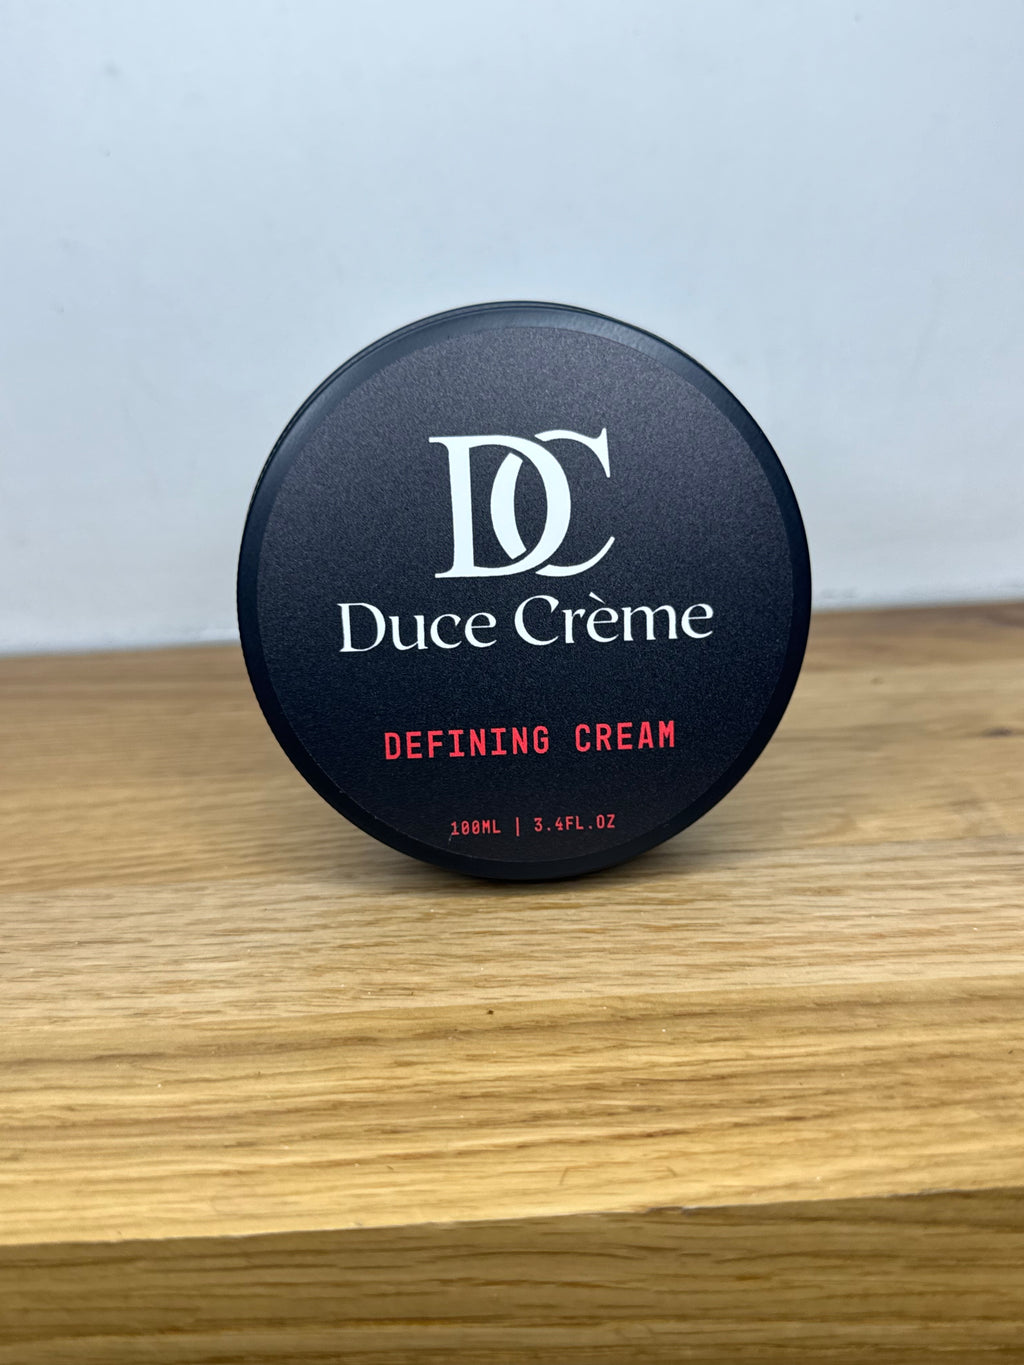 DC
Duce Crème
DEFINING CREAM
100ML | 3.4FL.OZ